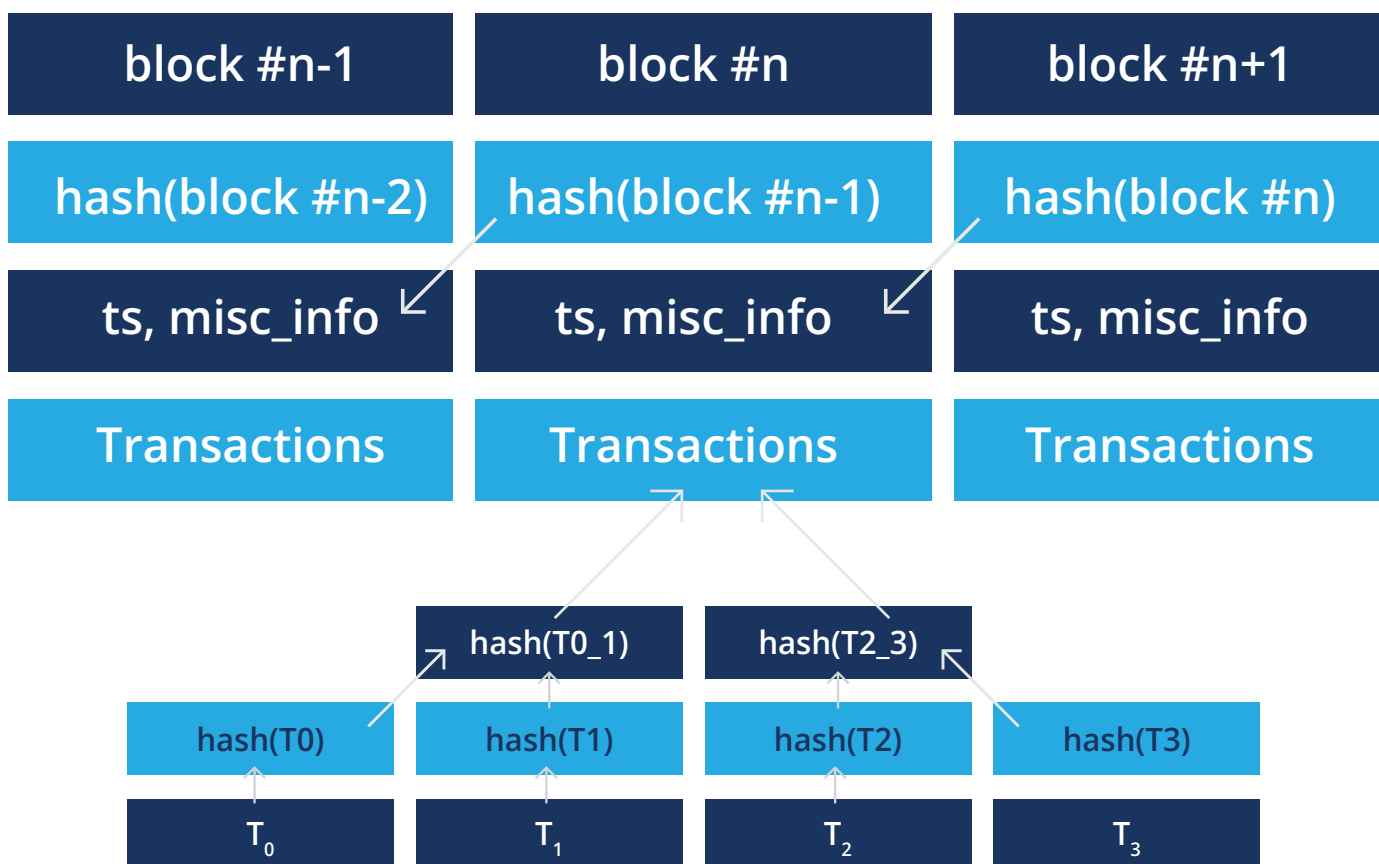 block #n-1
block #n
block #n+1
hash(block #n-2)
hash(block #n-1)
hash(block #n)
ts, misc_info
ts, misc_info
ts, misc_info
Transactions
Transactions
Transactions
hash(T0_1)
hash(T2_3)
hash(T0)
hash(T1)
hash(T2)
hash(T3)
T₀
T₁
T₂
T₃